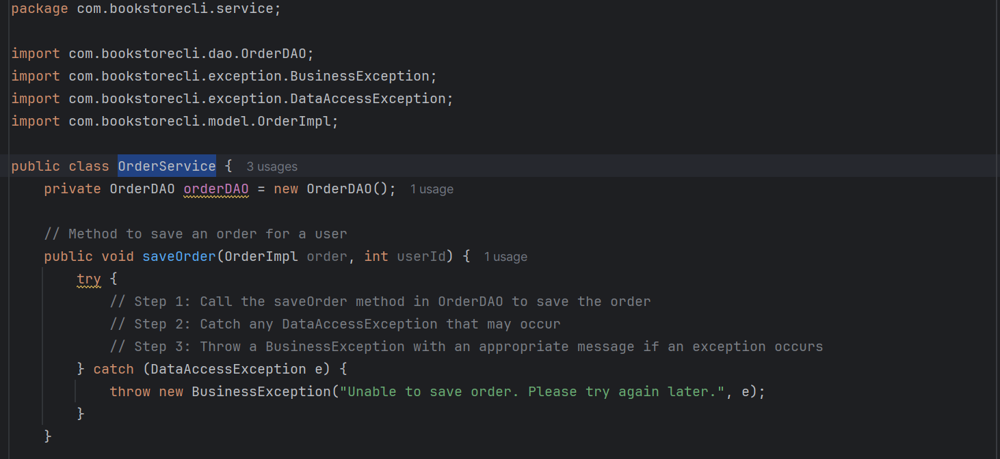 package com.bookstorecli.service;
import com.bookstorecli.dao.OrderDAO;
import com.bookstorecli.exception.BusinessException;
import com.bookstorecli.exception.DataAccessException;
import com.bookstorecli.model.OrderImpl;
public class OrderService { 3 usages
private OrderDAO orderDAO = new OrderDAO(); 1 usage
// Method to save an order for a user
public void saveOrder(OrderImpl order, int userId) { 1 usage
try {
// Step 1: Call the saveOrder method in OrderDAO to save the order
// Step 2: Catch any DataAccessException that may occur
// Step 3: Throw a BusinessException with an appropriate message if an exception occurs
} catch (DataAccessException e) {
throw new BusinessException("Unable to save order. Please try again later.", e);
}
}